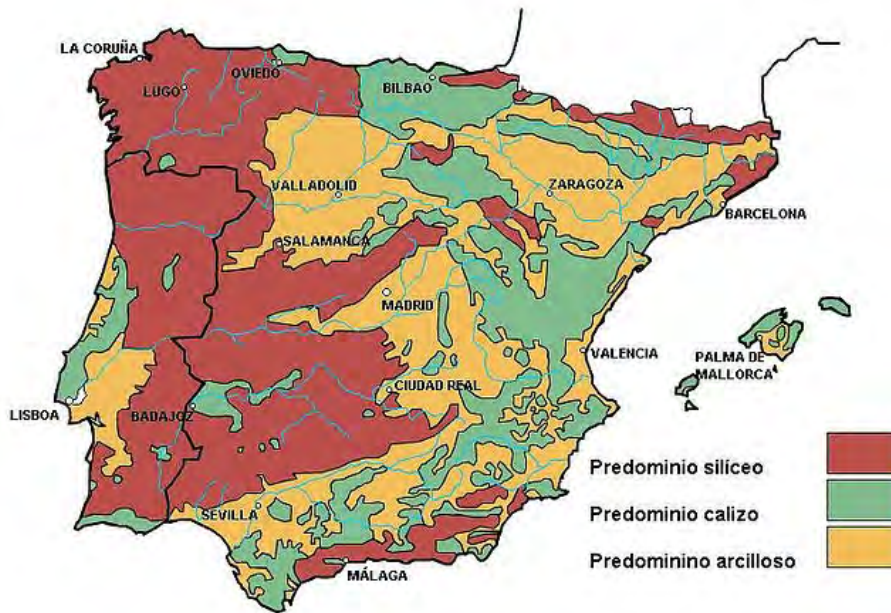 LA CORUÑA
OVIEDO
LUGO
BILBAO
VALLADOLID
ZARAGOZA
BARCELONA
SALAMANCA
MADRID
VALENCIA
PALMA DE
MALLORCA
CIUDAD REAL
LISBOA
BADAJOZ
SEVILLA
MÁLAGA
Predominio silíceo
Predominio calizo
Predominino arcilloso